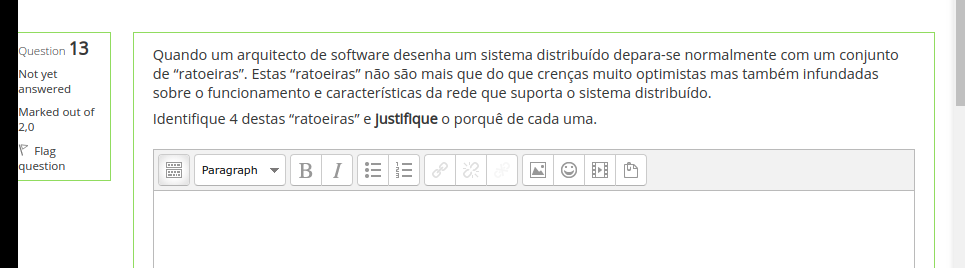 Question 13
Not yet
answered
Marked out of
2,0
Flag
question
Quando um arquitecto de software desenha um sistema distribuído depara-se normalmente com um conjunto
de “ratoeiras”. Estas “ratoeiras” não são mais que do que crenças muito optimistas mas também infundadas
sobre o funcionamento e características da rede que suporta o sistema distribuído.
Identifique 4 destas “ratoeiras” e justifique o porquê de cada uma.
Paragraph B I